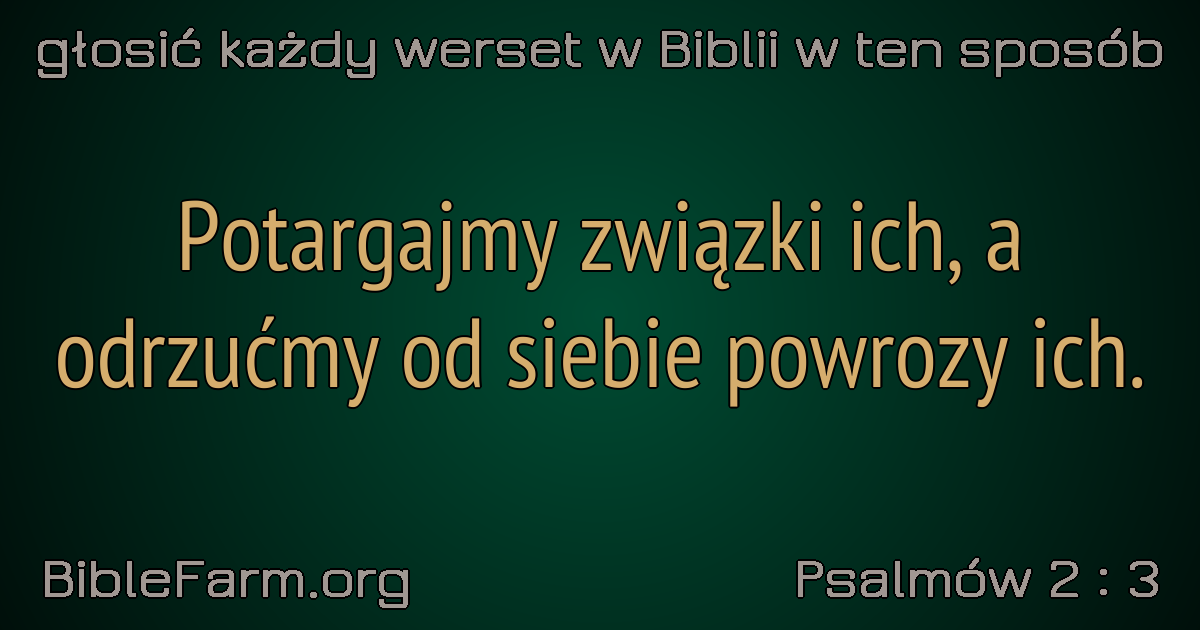 głosić każdy werset w Biblii w ten sposób
Potargajmy związki ich, a
odrzućmy od siebie powrozy ich.
BibleFarm.org
Psalmów 2 : 3